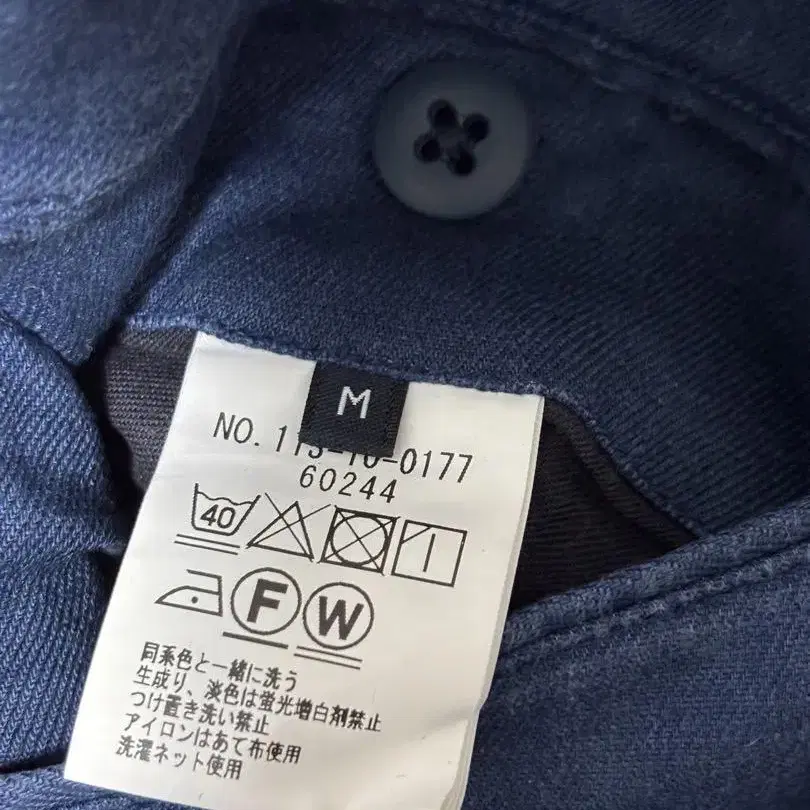 M
NO. 113-10-0177
60244
40
F W
同系色と一緒に洗う
生成り、淡色は蛍光増白剤禁止
つけ置き洗い禁止
アイロンはあて布使用
洗濯ネット使用